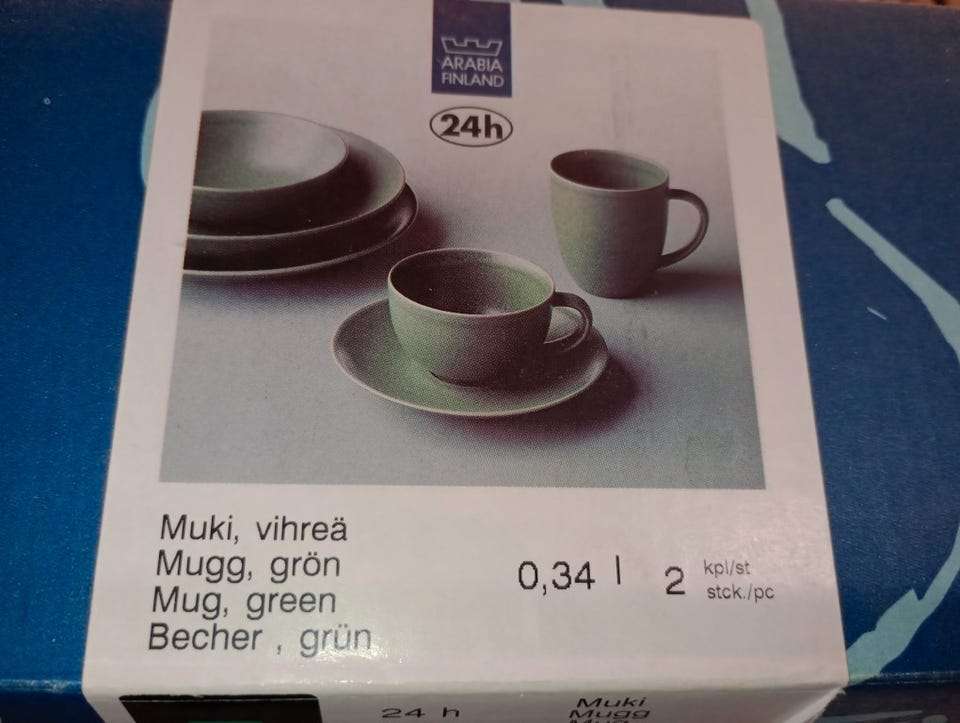 ARABIA
FINLAND
24h
Muki, vihreä
Mugg, grön
Mug, green
Becher , grün
0,34 l 2 kpl/st
stck./pc
24 h
Muki
Mugg
Mug